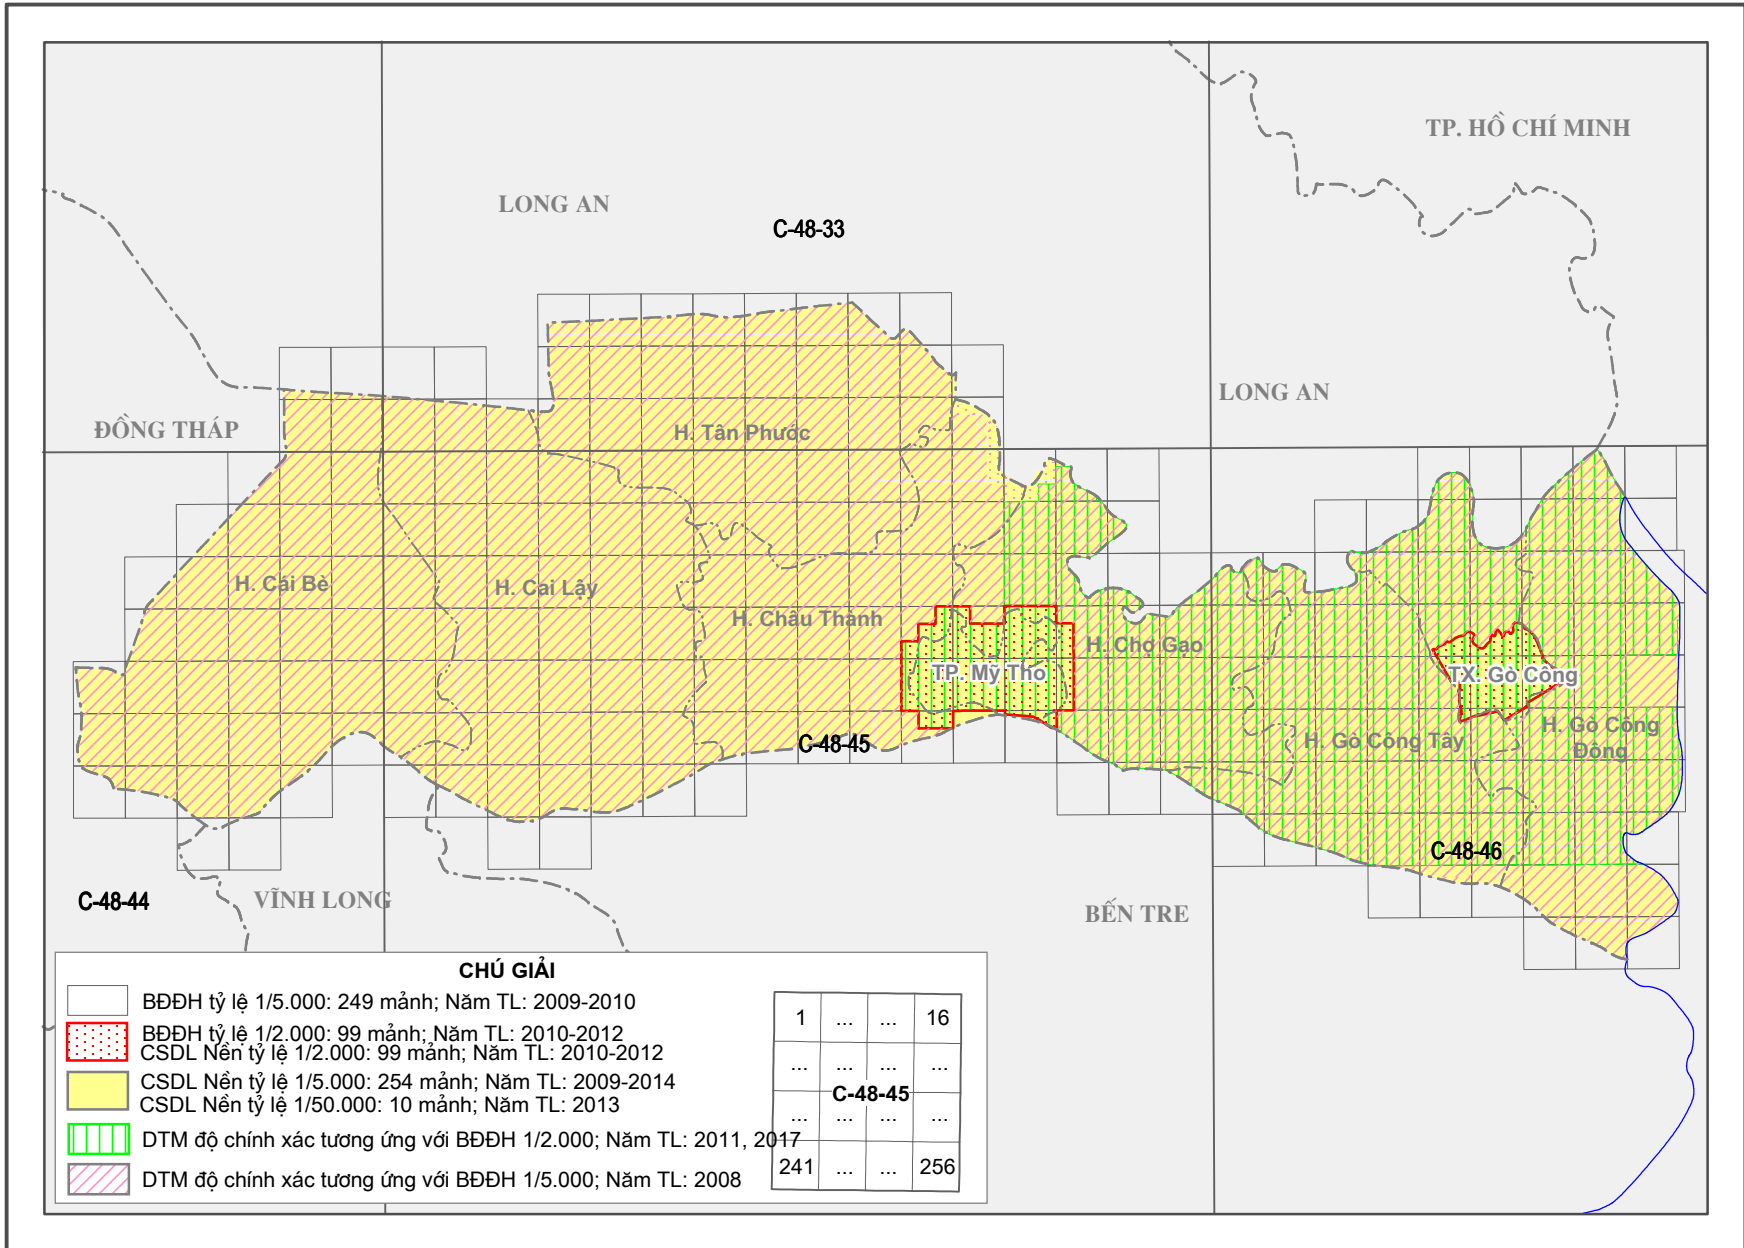 TP. HỒ CHÍ MINH
LONG AN
C-48-33
LONG AN
ĐỒNG THÁP
H. Tân Phước
H. Cái Bè
H. Cai Lậy
H. Châu Thành
H. Chợ Gạo
TP. Mỹ Tho
TX. Gò Công
H. Gò Công Tây
H. Gò Công
Đông
C-48-45
C-48-46
C-48-44
VĨNH LONG
BẾN TRE
CHÚ GIẢI
BĐĐH tỷ lệ 1/5.000: 249 mảnh; Năm TL: 2009-2010
BĐĐH tỷ lệ 1/2.000: 99 mảnh; Năm TL: 2010-2012
CSDL Nền tỷ lệ 1/2.000: 99 mảnh; Năm TL: 2010-2012
CSDL Nền tỷ lệ 1/5.000: 254 mảnh; Năm TL: 2009-2014
CSDL Nền tỷ lệ 1/50.000: 10 mảnh; Năm TL: 2013
DTM độ chính xác tương ứng với BĐĐH 1/2.000; Năm TL: 2011, 2017
DTM độ chính xác tương ứng với BĐĐH 1/5.000; Năm TL: 2008
1 ... ... 16
... ... ... ...
C-48-45
... ... ... ...
241 ... ... 256